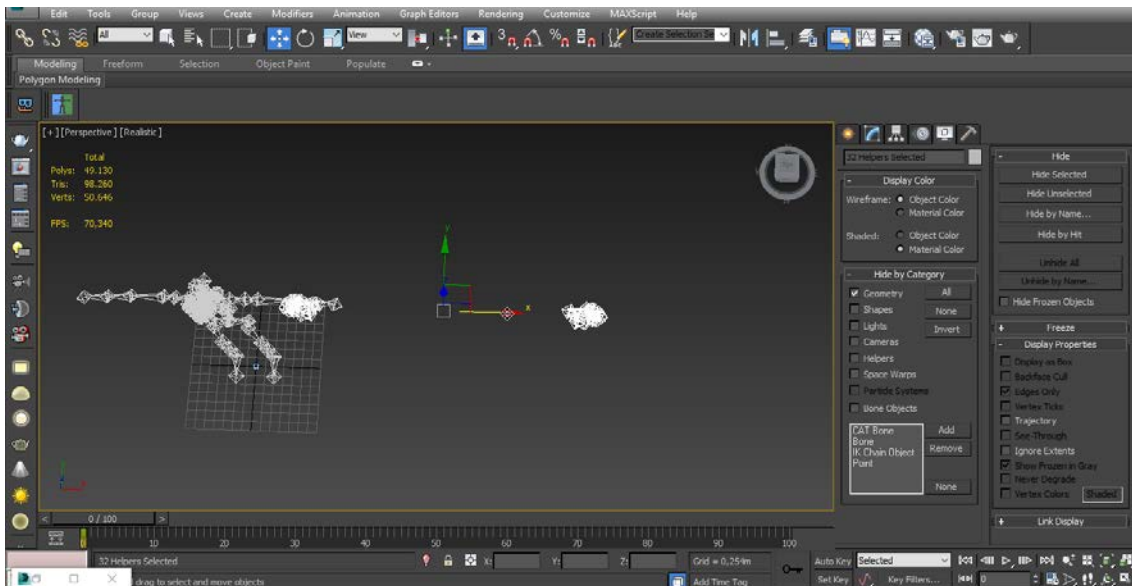 Edit Tools Group Views Create Modifiers Animation Graph Editors Rendering Customize MAXScript Help
All View Create Selection Se
Modeling Freeform Selection Object Paint Populate
Polygon Modeling
[+] [Perspective] [Realistic]
Total
Polys: 49.130
Tris: 98.260
Verts: 50.646
FPS: 70,340
y
x
32 Helpers Selected
- Display Color
Wireframe: Object Color
Material Color
Shaded: Object Color
Material Color
- Hide by Category
Geometry All
Shapes None
Lights Invert
Cameras
Helpers
Space Warps
Particle Systems
Bone Objects
CAT Bone Add
Bone Remove
IK Chain Object
Point
None
- Hide
Hide Selected
Hide Unselected
Hide by Name...
Hide by Hit
Unhide All
Unhide by Name...
Hide Frozen Objects
+ Freeze
- Display Properties
Display as Box
Backface Cull
Edges Only
Vertex Ticks
Trajectory
See-Through
Ignore Extents
Show Frozen in Gray
Never Degrade
Vertex Colors Shaded
+ Link Display
< 0 / 100 >
0 10 20 30 40 50 60 70 80 90 100
32 Helpers Selected X: Y: Z: Grid = 0,254m Auto Key Selected
drag to select and move objects Add Time Tag Set Key Key Filters... 0